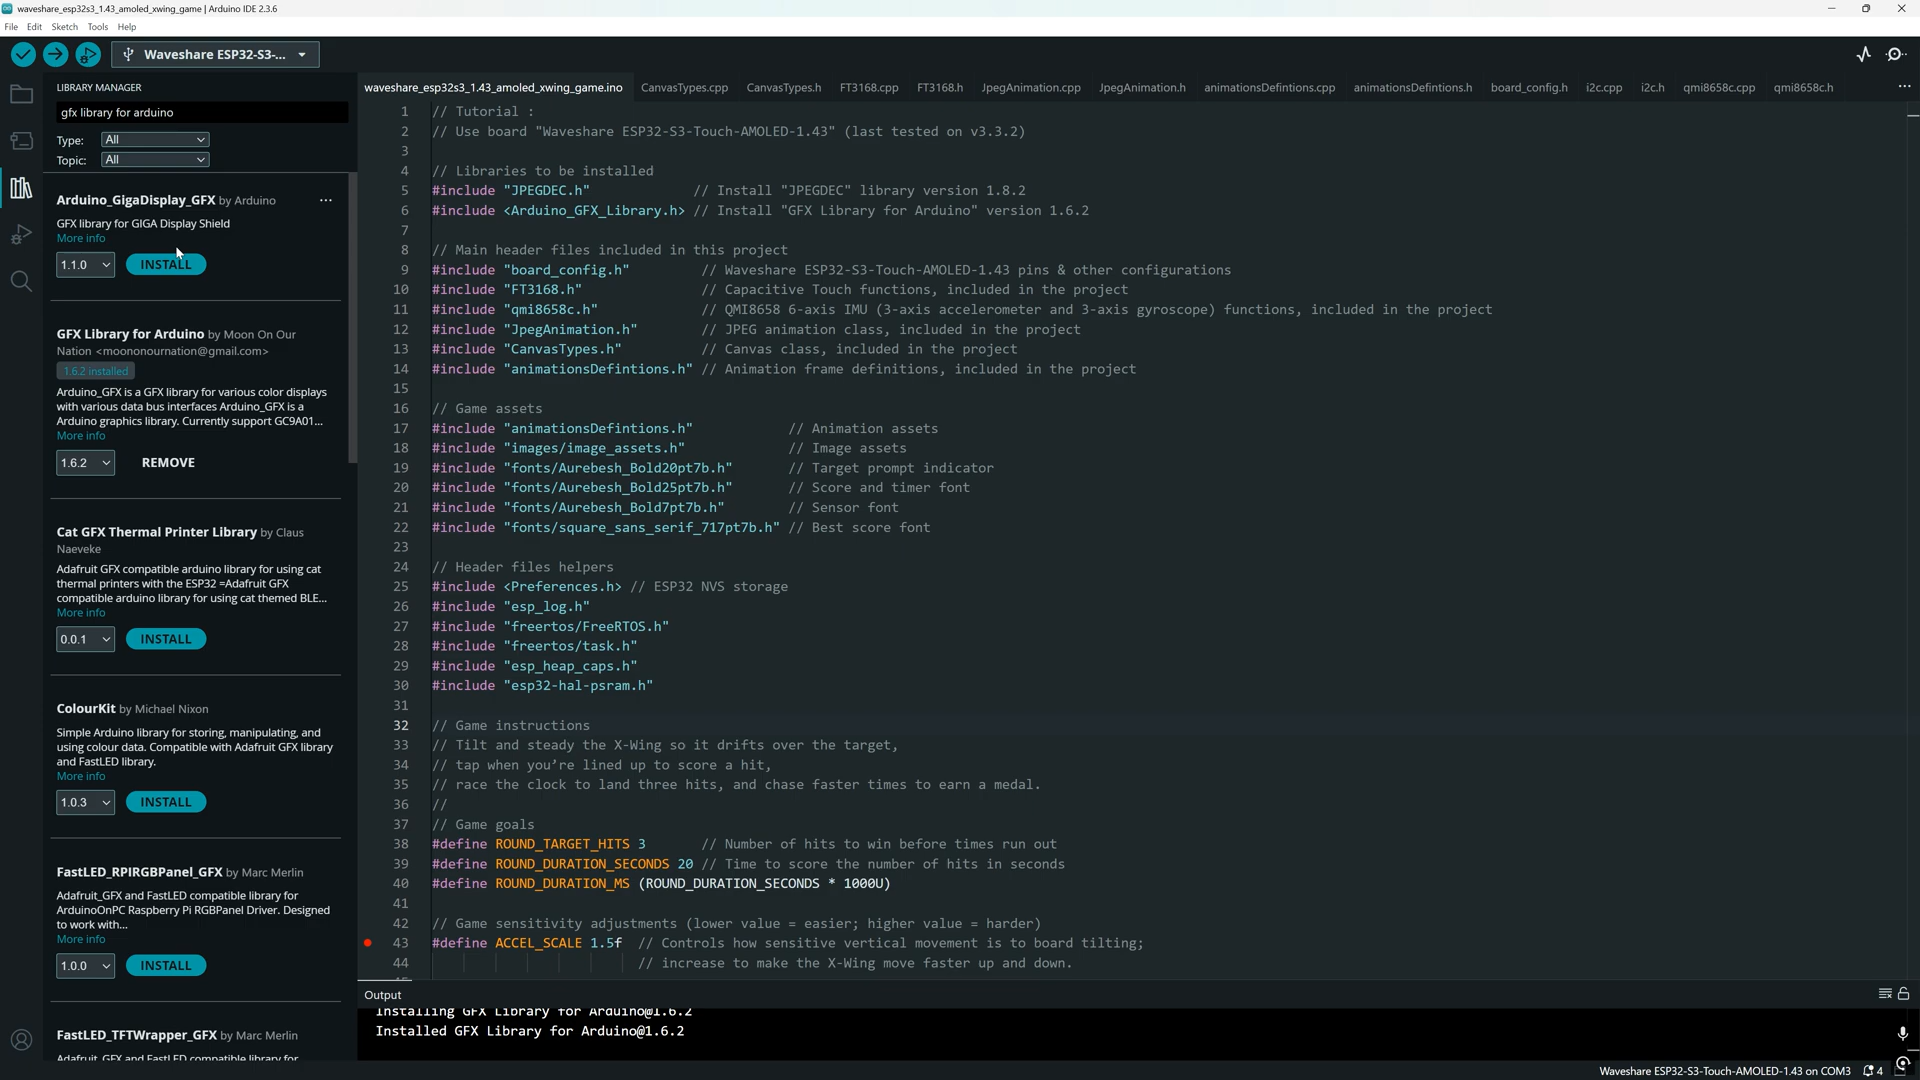 waveshare_esp32s3_1.43_amoled_xwing_game | Arduino IDE 2.3.6
File Edit Sketch Tools Help
Waveshare ESP32-S3-...
LIBRARY MANAGER
gfx library for arduino
Type: All
Topic: All
Arduino_GigaDisplay_GFX by Arduino
GFX library for GIGA Display Shield
More info
1.1.0 INSTALL
GFX Library for Arduino by Moon On Our
Nation <moononournation@gmail.com>
1.6.2 installed
Arduino_GFX is a GFX library for various color displays
with various data bus interfaces Arduino_GFX is a
Arduino graphics library. Currently support GC9A01...
More info
1.6.2 REMOVE
Cat GFX Thermal Printer Library by Claus
Naeveke
Adafruit GFX compatible arduino library for using cat
thermal printers with the ESP32 =Adafruit GFX
compatible arduino library for using cat themed BLE...
More info
0.0.1 INSTALL
ColourKit by Michael Nixon
Simple Arduino library for storing, manipulating, and
using colour data. Compatible with Adafruit GFX library
and FastLED library.
More info
1.0.3 INSTALL
FastLED_RPIRGBPanel_GFX by Marc Merlin
Adafruit_GFX and FastLED compatible library for
ArduinoOnPC Raspberry Pi RGBPanel Driver. Designed
to work with...
More info
1.0.0 INSTALL
FastLED_TFTWrapper_GFX by Marc Merlin
Adafruit_GFX and FastLED compatible library for
waveshare_esp32s3_1.43_amoled_xwing_game.ino CanvasTypes.cpp CanvasTypes.h FT3168.cpp FT3168.h JpegAnimation.cpp JpegAnimation.h animationsDefintions.cpp animationsDefintions.h board_config.h i2c.cpp i2c.h qmi8658c.cpp qmi8658c.h
1 // Tutorial :
2 // Use board "Waveshare ESP32-S3-Touch-AMOLED-1.43" (last tested on v3.3.2)
3
4 // Libraries to be installed
5 #include "JPEGDEC.h" // Install "JPEGDEC" library version 1.8.2
6 #include <Arduino_GFX_Library.h> // Install "GFX Library for Arduino" version 1.6.2
7
8 // Main header files included in this project
9 #include "board_config.h" // Waveshare ESP32-S3-Touch-AMOLED-1.43 pins & other configurations
10 #include "FT3168.h" // Capacitive Touch functions, included in the project
11 #include "qmi8658c.h" // QMI8658 6-axis IMU (3-axis accelerometer and 3-axis gyroscope) functions, included in the project
12 #include "JpegAnimation.h" // JPEG animation class, included in the project
13 #include "CanvasTypes.h" // Canvas class, included in the project
14 #include "animationsDefintions.h" // Animation frame definitions, included in the project
15
16 // Game assets
17 #include "animationsDefintions.h" // Animation assets
18 #include "images/image_assets.h" // Image assets
19 #include "fonts/Aurebesh_Bold20pt7b.h" // Target prompt indicator
20 #include "fonts/Aurebesh_Bold25pt7b.h" // Score and timer font
21 #include "fonts/Aurebesh_Bold7pt7b.h" // Sensor font
22 #include "fonts/square_sans_serif_717pt7b.h" // Best score font
23
24 // Header files helpers
25 #include <Preferences.h> // ESP32 NVS storage
26 #include "esp_log.h"
27 #include "freertos/FreeRTOS.h"
28 #include "freertos/task.h"
29 #include "esp_heap_caps.h"
30 #include "esp32-hal-psram.h"
31
32 // Game instructions
33 // Tilt and steady the X-Wing so it drifts over the target,
34 // tap when you’re lined up to score a hit,
35 // race the clock to land three hits, and chase faster times to earn a medal.
36 //
37 // Game goals
38 #define ROUND_TARGET_HITS 3 // Number of hits to win before times run out
39 #define ROUND_DURATION_SECONDS 20 // Time to score the number of hits in seconds
40 #define ROUND_DURATION_MS (ROUND_DURATION_SECONDS * 1000U)
41
42 // Game sensitivity adjustments (lower value = easier; higher value = harder)
43 #define ACCEL_SCALE 1.5f // Controls how sensitive vertical movement is to board tilting;
44 // increase to make the X-Wing move faster up and down.
Output
Installing GFX Library for Arduino@1.6.2
Installed GFX Library for Arduino@1.6.2
Waveshare ESP32-S3-Touch-AMOLED-1.43 on COM3 4